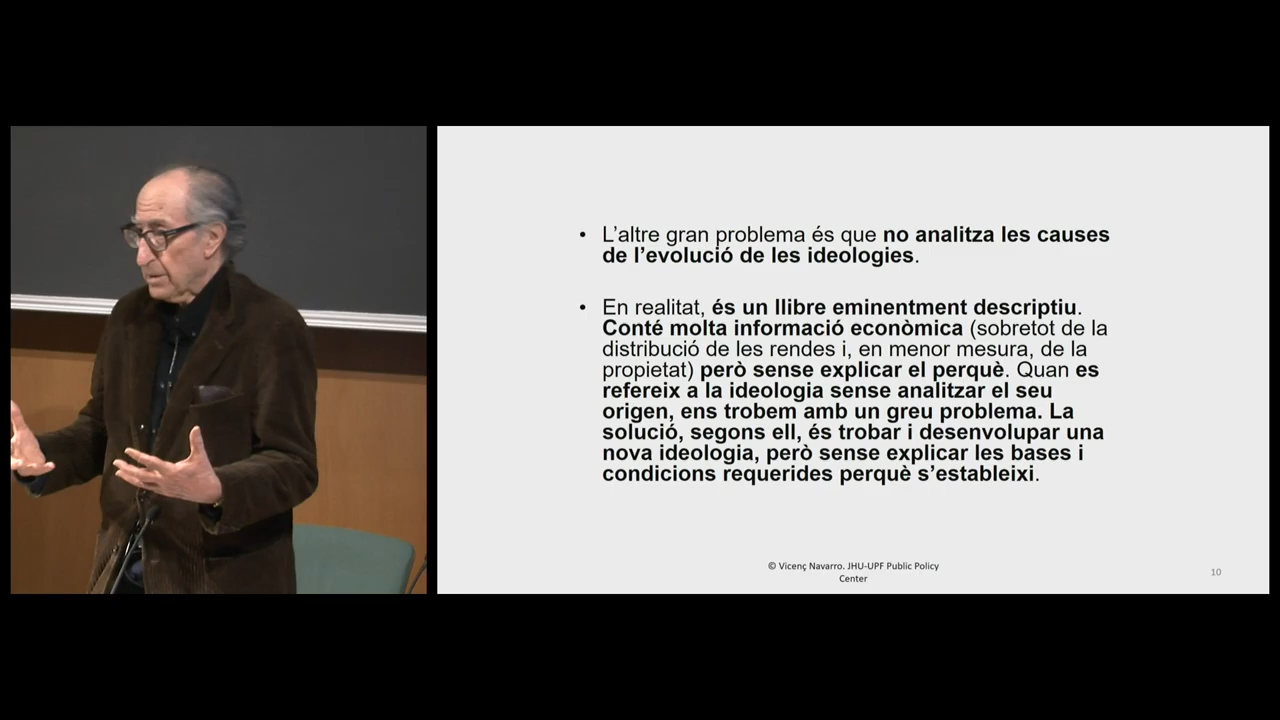 • L’altre gran problema és que no analitza les causes
de l’evolució de les ideologies.
• En realitat, és un llibre eminentment descriptiu.
Conté molta informació econòmica (sobretot de la
distribució de les rendes i, en menor mesura, de la
propietat) però sense explicar el perquè. Quan es
refereix a la ideologia sense analitzar el seu
origen, ens trobem amb un greu problema. La
solució, segons ell, és trobar i desenvolupar una
nova ideologia, però sense explicar les bases i
condicions requerides perquè s’estableixi.
© Vicenç Navarro. JHU-UPF Public Policy
Center
10